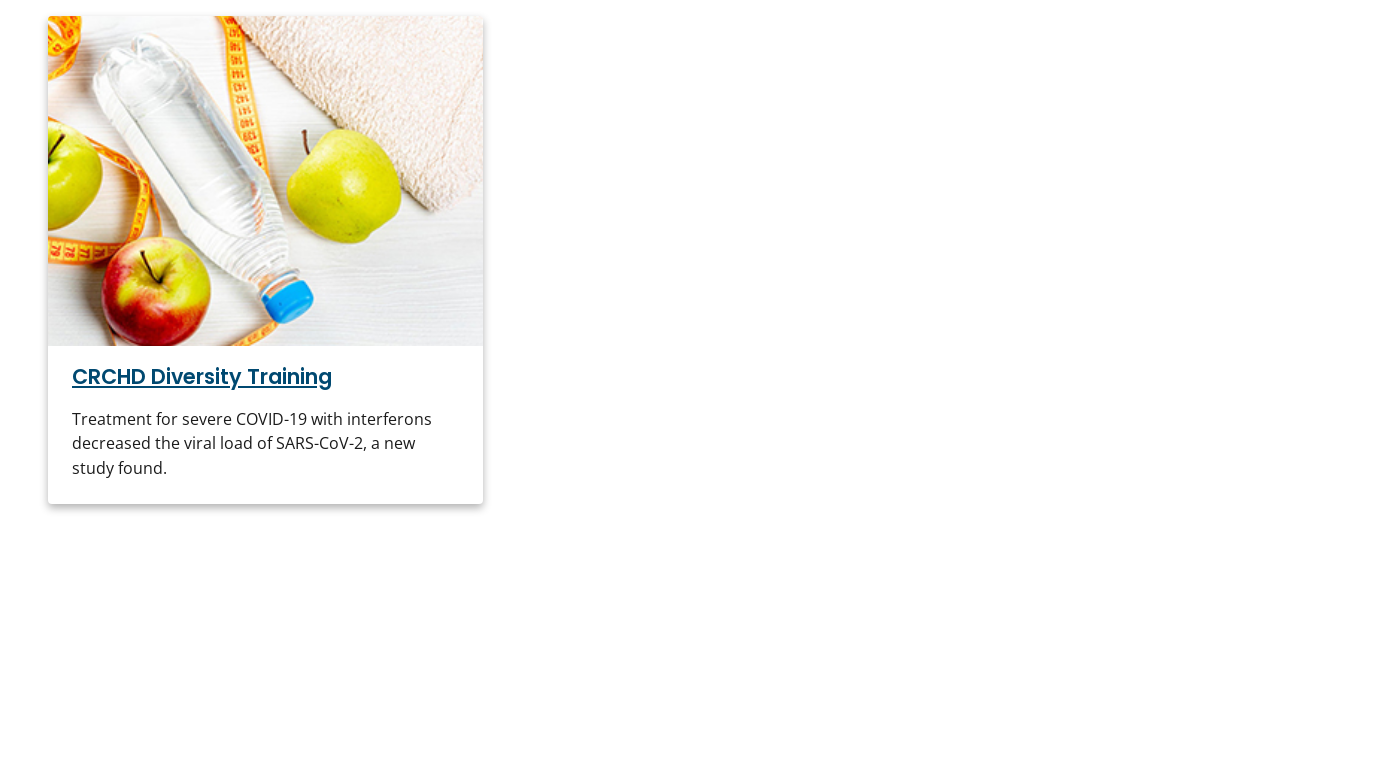 CRCHD Diversity Training
Treatment for severe COVID-19 with interferons
decreased the viral load of SARS-CoV-2, a new
study found.